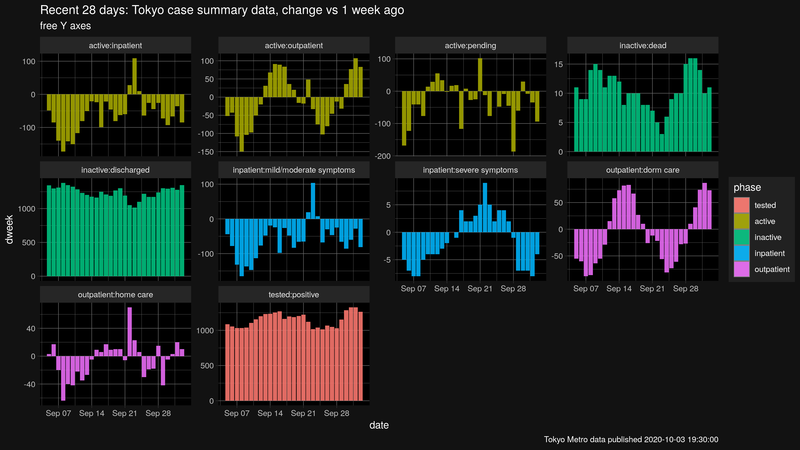 Recent 28 days: Tokyo case summary data, change vs 1 week ago
free Y axes
active:inpatient
active:outpatient
active:pending
inactive:dead
100
0
-100
100
50
0
-50
-100
-150
100
0
-100
-200
15
10
5
0
inactive:discharged
inpatient:mild/moderate symptoms
inpatient:severe symptoms
outpatient:dorm care
1000
500
0
100
0
-100
5
0
-5
50
0
-50
Sep 07 Sep 14 Sep 21 Sep 28
Sep 07 Sep 14 Sep 21 Sep 28
outpatient:home care
tested:positive
40
0
-40
1000
500
0
Sep 07 Sep 14 Sep 21 Sep 28
Sep 07 Sep 14 Sep 21 Sep 28
dweek
date
phase
tested
active
inactive
inpatient
outpatient
Tokyo Metro data published 2020-10-03 19:30:00